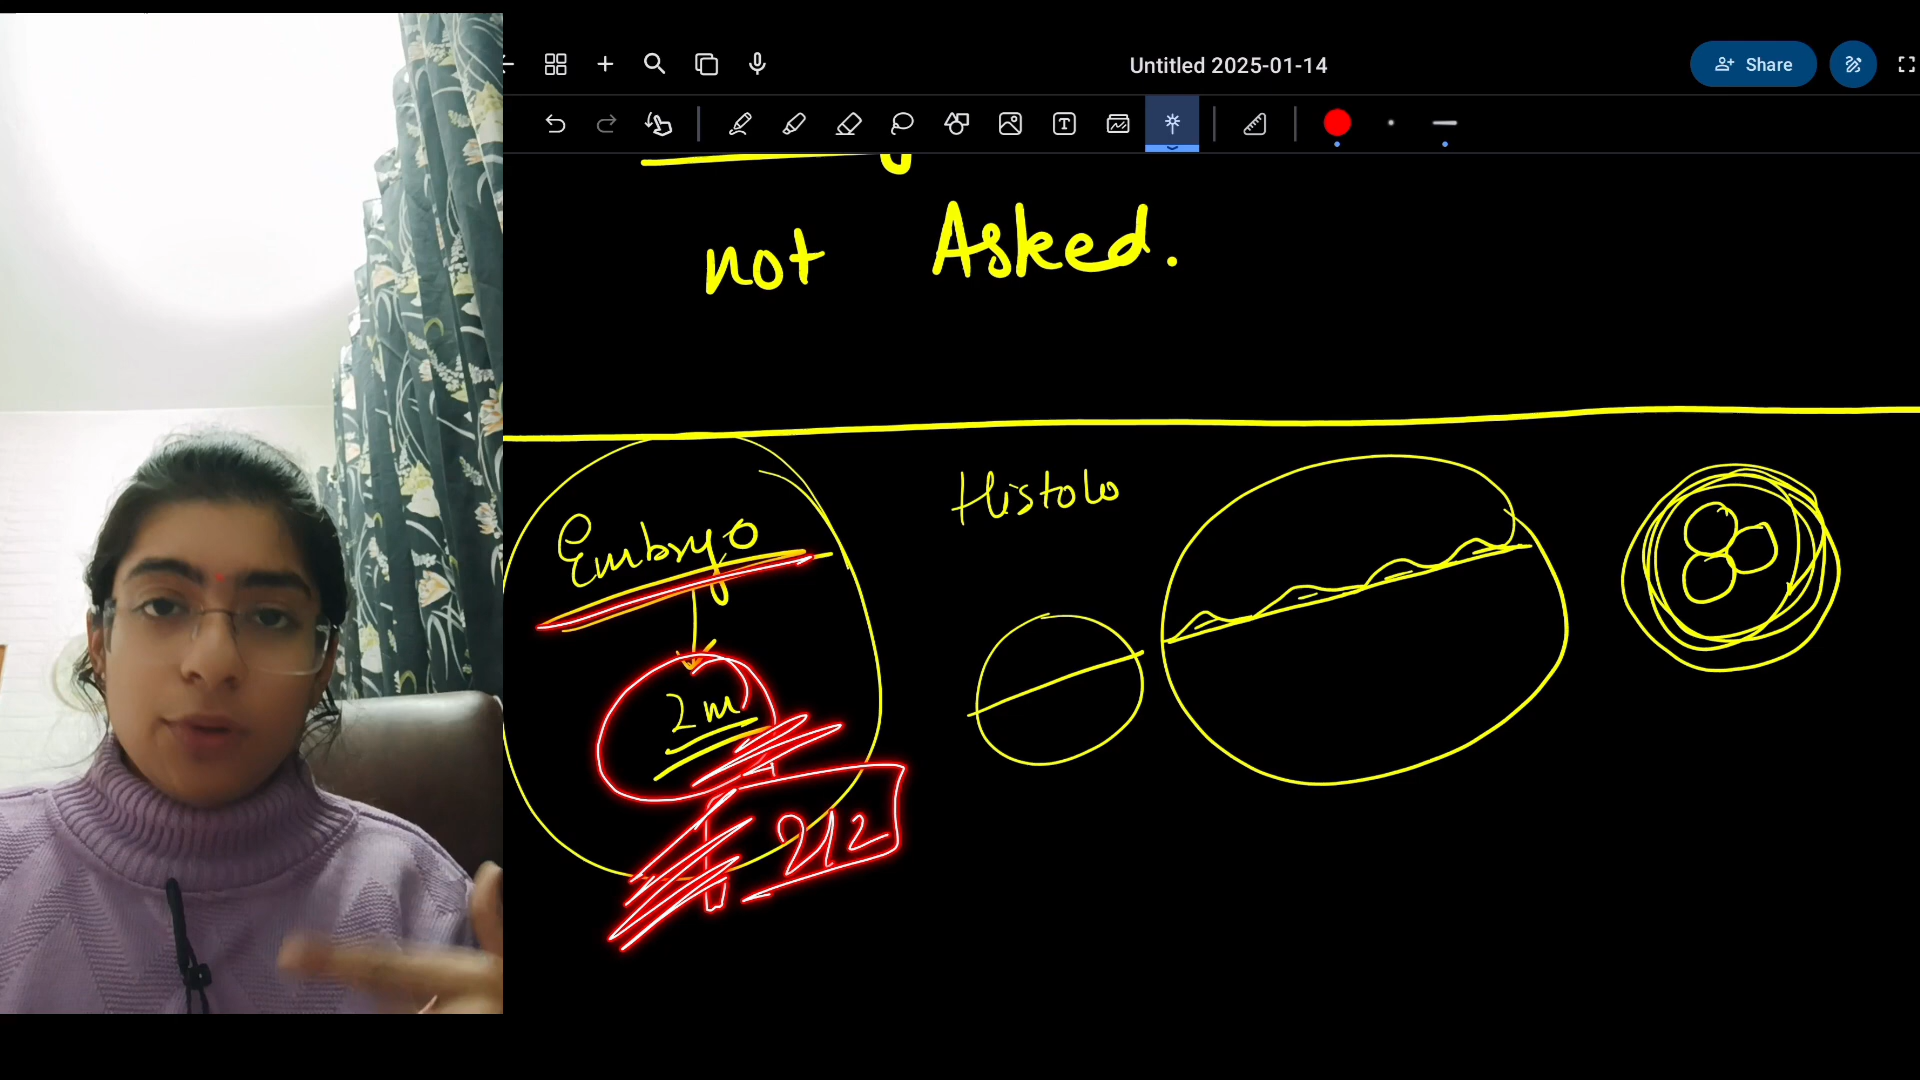 Untitled 2025-01-14
Share
not Asked.
Embryo
Histolo
2m
212